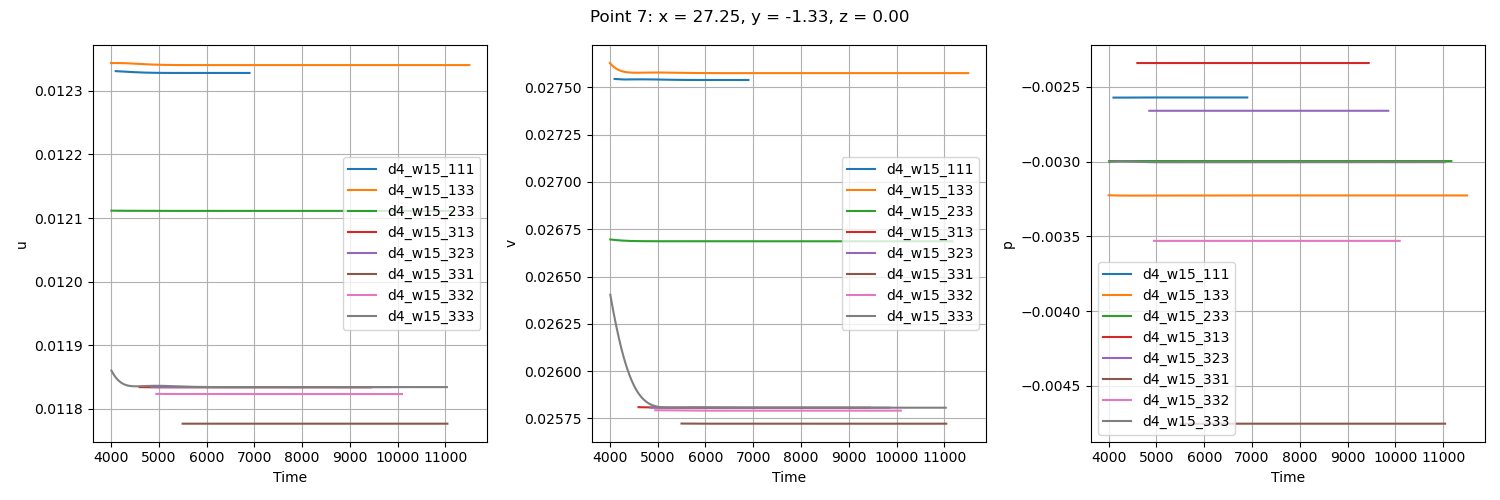 Point 7: x = 27.25, y = -1.33, z = 0.00
u
0.0123
0.0122
0.0121
0.0120
0.0119
0.0118
4000 5000 6000 7000 8000 9000 10000 11000
Time
d4_w15_111
d4_w15_133
d4_w15_233
d4_w15_313
d4_w15_323
d4_w15_331
d4_w15_332
d4_w15_333
v
0.02750
0.02725
0.02700
0.02675
0.02650
0.02625
0.02600
0.02575
4000 5000 6000 7000 8000 9000 10000 11000
Time
d4_w15_111
d4_w15_133
d4_w15_233
d4_w15_313
d4_w15_323
d4_w15_331
d4_w15_332
d4_w15_333
p
−0.0025
−0.0030
−0.0035
−0.0040
−0.0045
4000 5000 6000 7000 8000 9000 10000 11000
Time
d4_w15_111
d4_w15_133
d4_w15_233
d4_w15_313
d4_w15_323
d4_w15_331
d4_w15_332
d4_w15_333